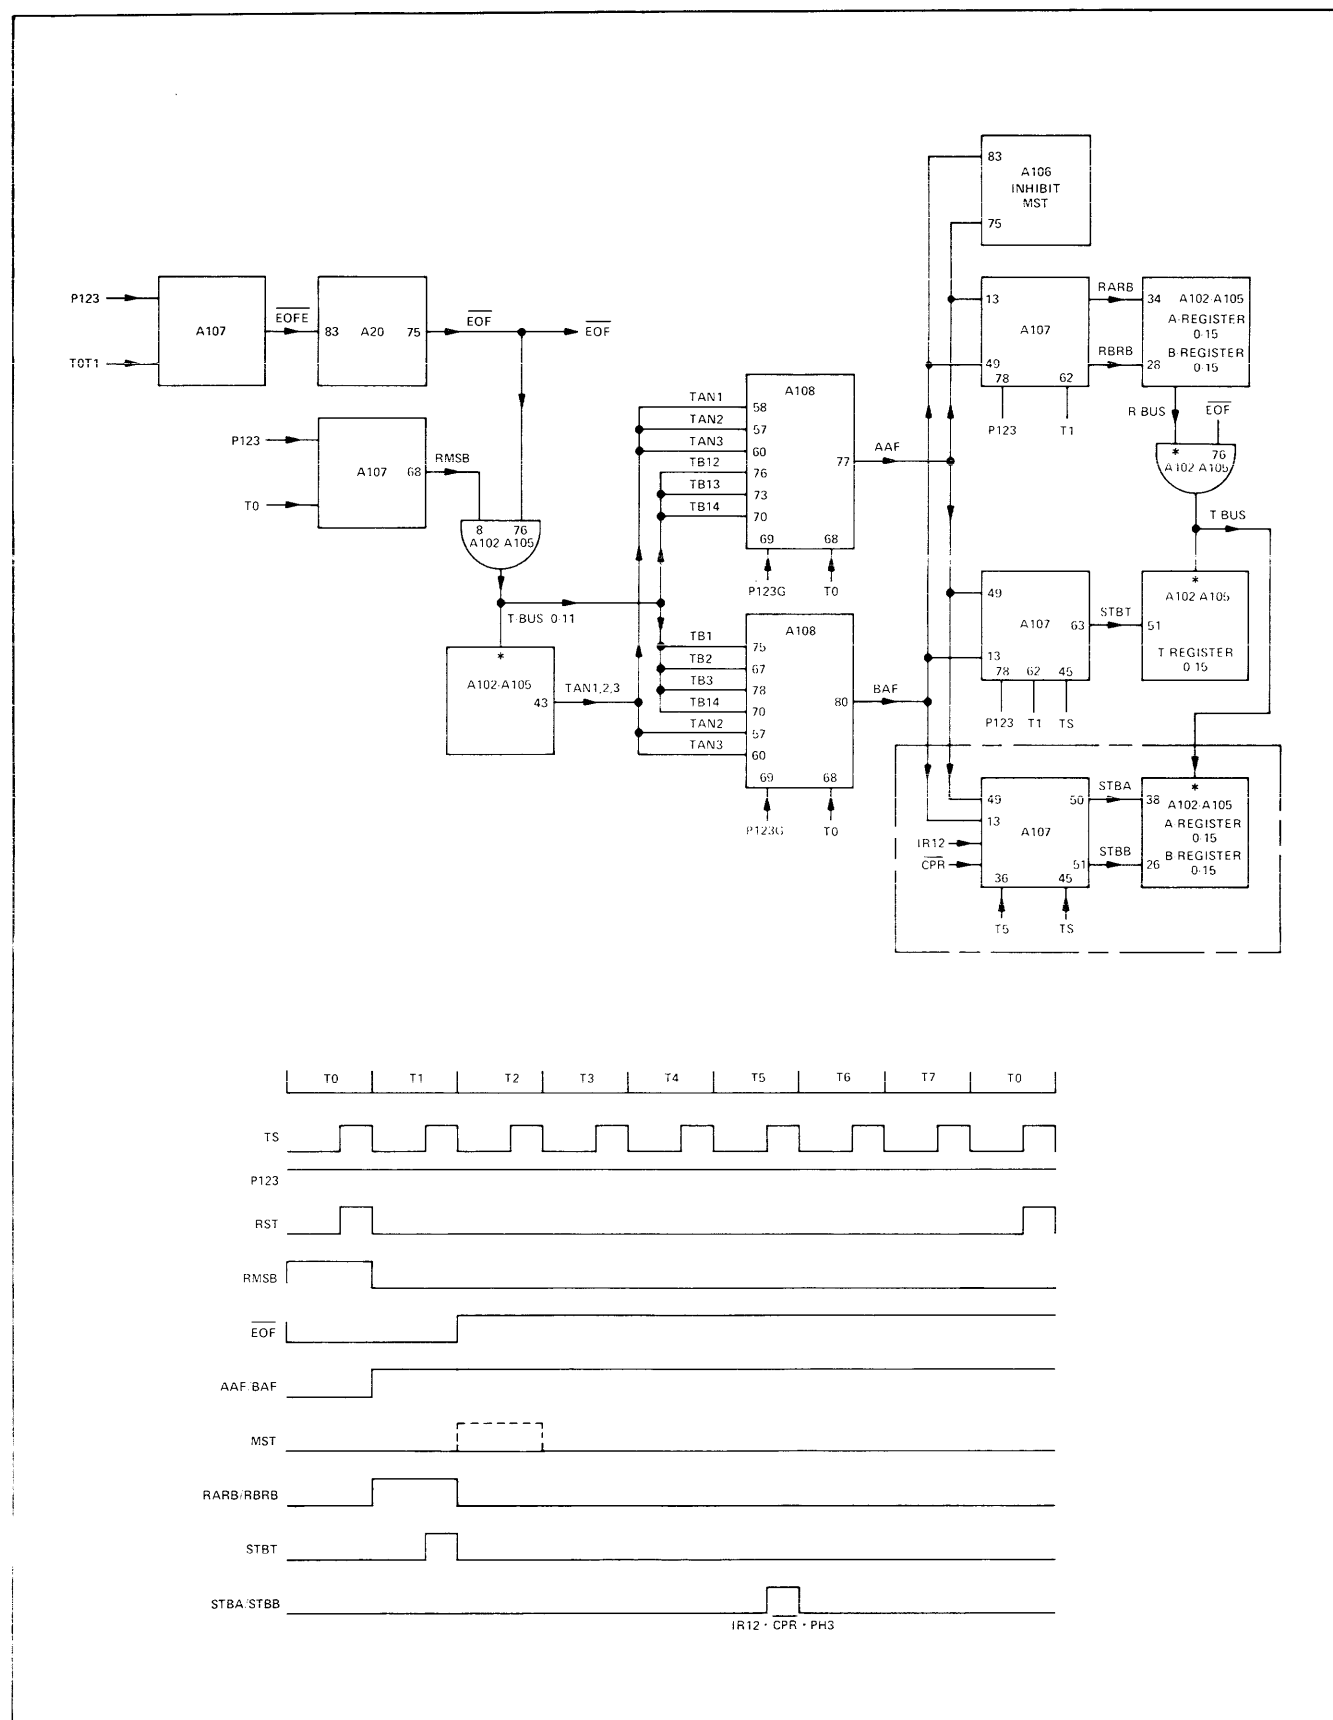 83
A106
INHIBIT
MST
75
P123
T0T1
A107
EOFE
83
A20
75
EOF
EOF
13
49
A107
78
62
P123
T1
RARB
RBRB
34
28
A102-A105
A-REGISTER
0-15
B-REGISTER
0-15
R BUS
EOF
*
76
A102 A105
T BUS
P123
T0
A107
68
RMSB
8
76
A102 A105
T-BUS 0-11
*
A102-A105
43
TAN1,2,3
TAN1
TAN2
TAN3
TB12
TB13
TB14
58
57
60
76
73
70
A108
77
69
68
P123G
T0
AAF
TB1
TB2
TB3
TB14
TAN2
TAN3
75
67
78
70
57
60
A108
80
69
68
P123G
T0
BAF
49
13
A107
63
78
62
45
P123
T1
TS
STBT
*
A102 A105
51
T REGISTER
0-15
IR12
CPR
49
13
A107
50
51
36
45
T5
TS
STBA
STBB
*
38
26
A102-A105
A-REGISTER
0-15
B REGISTER
0-15
T0 T1 T2 T3 T4 T5 T6 T7 T0
TS
P123
RST
RMSB
EOF
AAF/BAF
MST
RARB/RBRB
STBT
STBA/STBB
IR12 · CPR · PH3